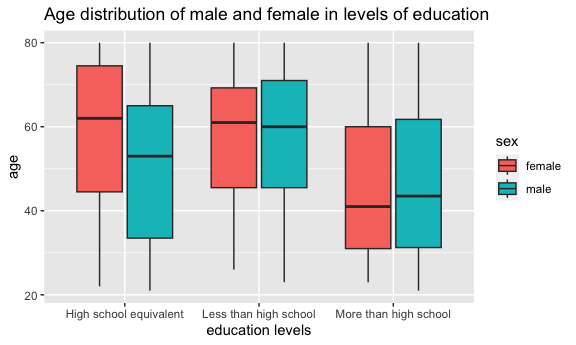 Age distribution of male and female in levels of education
80
60
40
20
age
High school equivalent
Less than high school
More than high school
education levels
sex
female
male